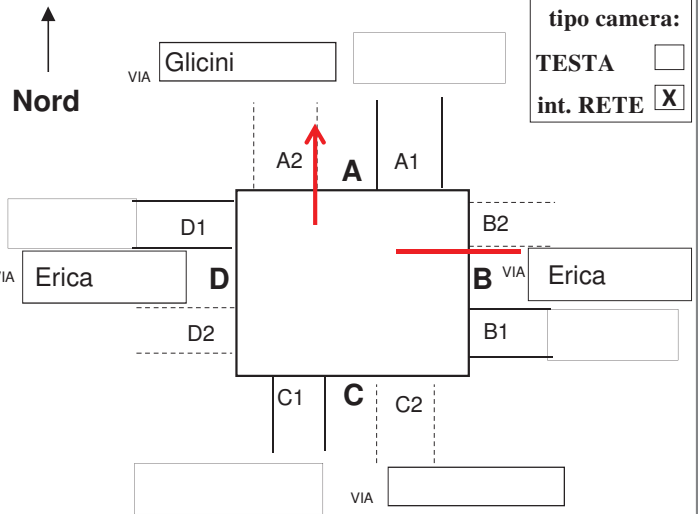 tipo camera:
VIA Glicini
TESTA
Nord
int. RETE X
A2 A A1
D1 B2
VIA Erica D B VIA Erica
D2 B1
C1 C C2
VIA